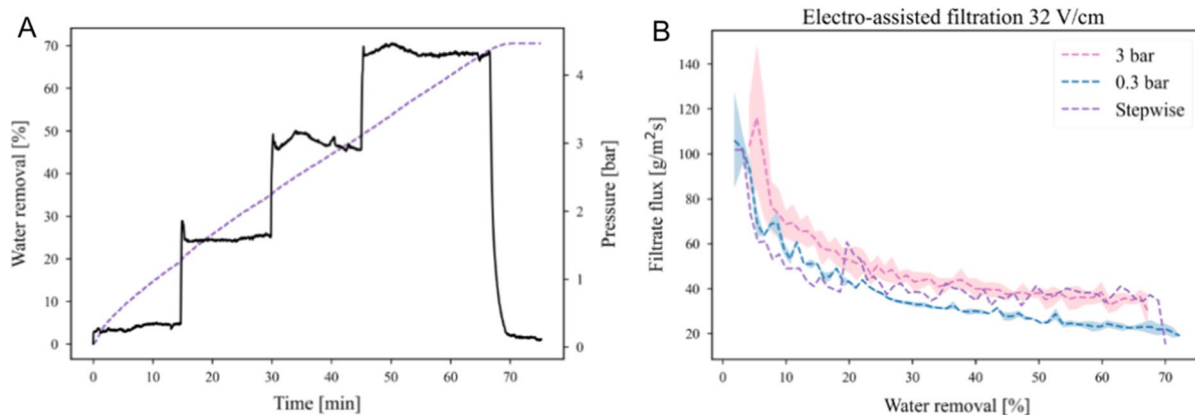 A
Water removal [%]
70
60
50
40
30
20
10
0
4
3
2
1
0
Pressure [bar]
0 10 20 30 40 50 60 70
Time [min]
B
Electro-assisted filtration 32 V/cm
3 bar
0.3 bar
Stepwise
Filtrate flux [g/m²s]
140
120
100
80
60
40
20
0 10 20 30 40 50 60 70
Water removal [%]